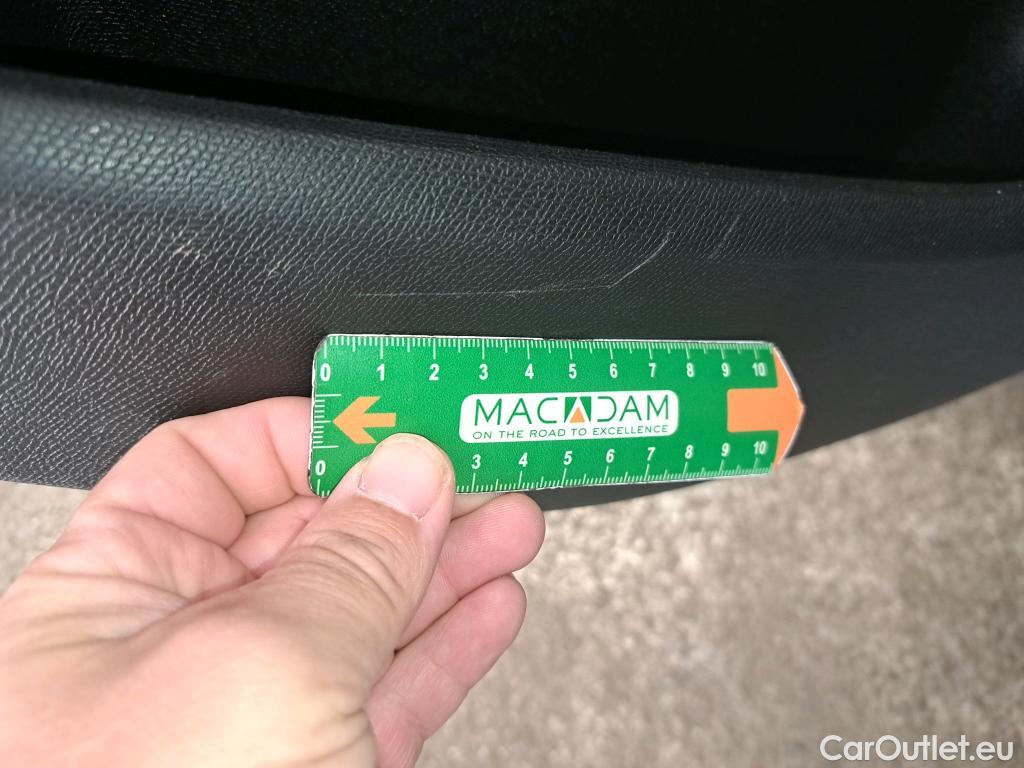 0 1 2 3 4 5 6 7 8 9 10
MACADAM
ON THE ROAD TO EXCELLENCE
0 3 4 5 6 7 8 9 10
CarOutlet.eu